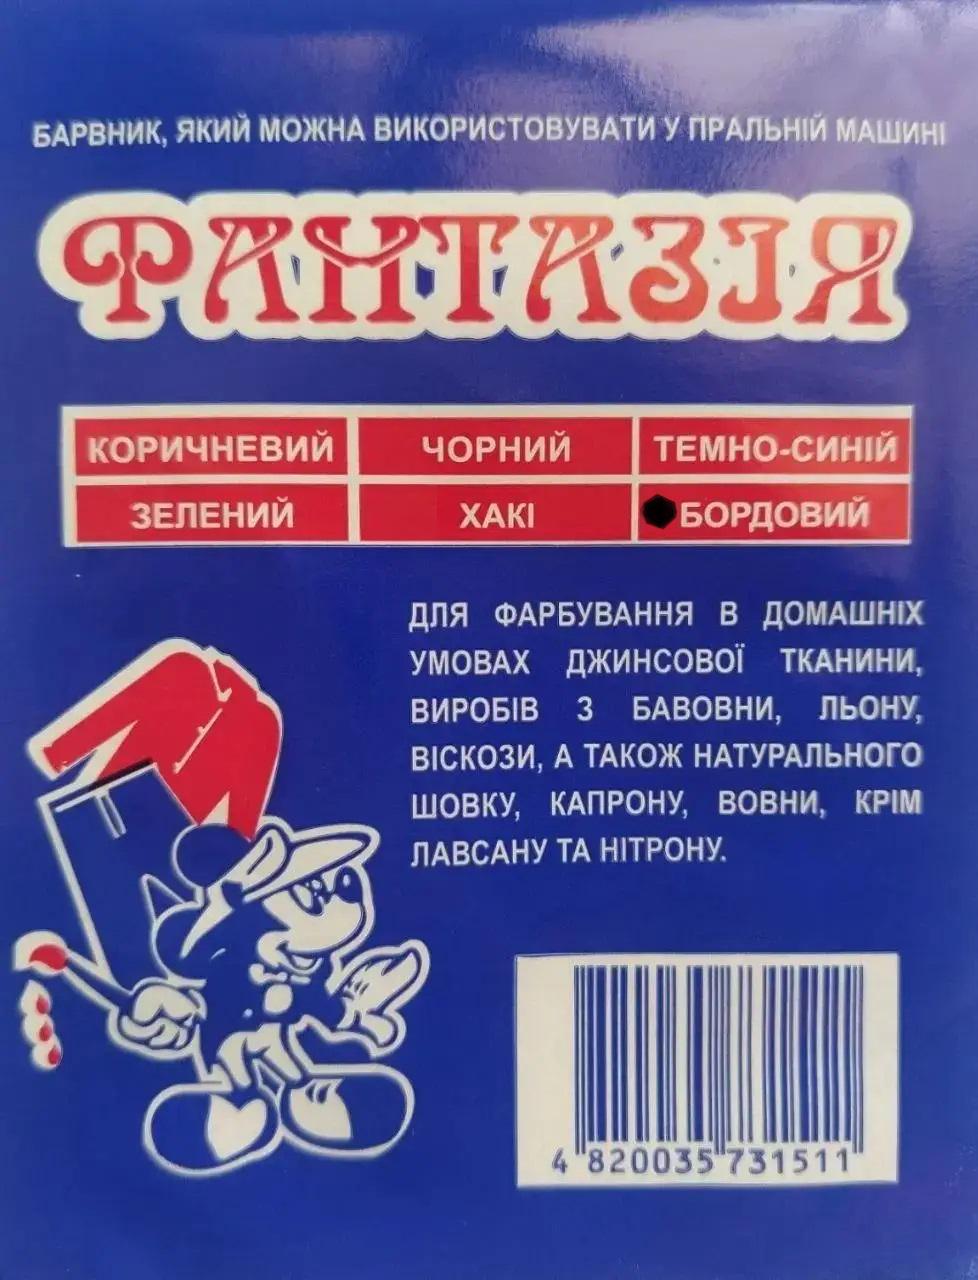 БАРВНИК, ЯКИЙ МОЖНА ВИКОРИСТОВУВАТИ У ПРАЛЬНІЙ МАШИНІ
ФАНТАЗІЯ
КОРИЧНЕВИЙ ЧОРНИЙ ТЕМНО-СИНІЙ
ЗЕЛЕНИЙ ХАКІ БОРДОВИЙ
ДЛЯ ФАРБУВАННЯ В ДОМАШНІХ
УМОВАХ ДЖИНСОВОЇ ТКАНИНИ,
ВИРОБІВ З БАВОВНИ, ЛЬОНУ,
ВІСКОЗИ, А ТАКОЖ НАТУРАЛЬНОГО
ШОВКУ, КАПРОНУ, ВОВНИ, КРІМ
ЛАВСАНУ ТА НІТРОНУ.
4 820035 731511